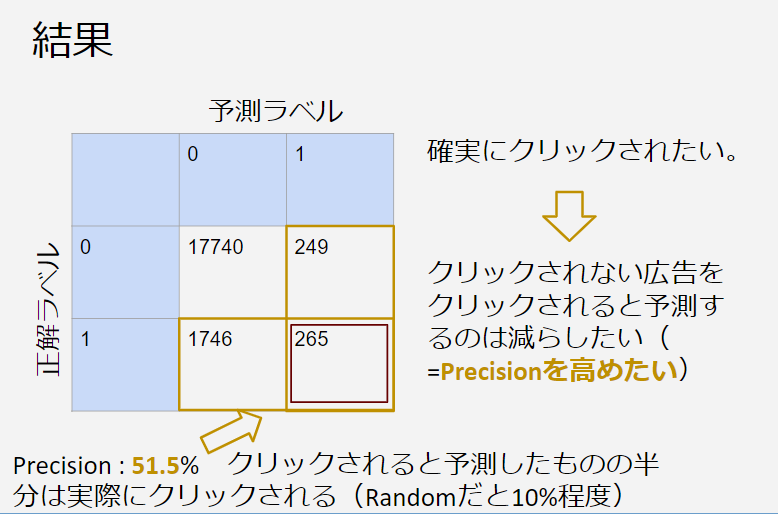 結果
予測ラベル
0 1
正解ラベル
0 17740 249
1 1746 265
確実にクリックされたい。
クリックされない広告を
クリックされると予測す
るのは減らしたい（
=Precisionを高めたい）
Precision : 51.5% クリックされると予測したものの半
分は実際にクリックされる（Randomだと10%程度）